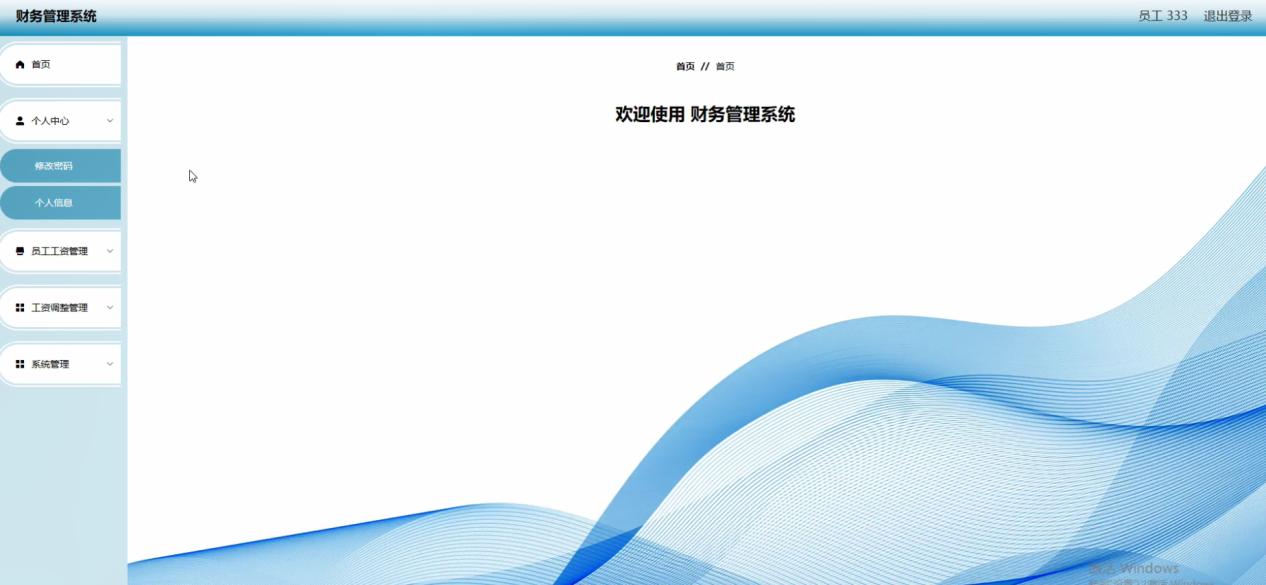 财务管理系统
员工 333 退出登录
首页
个人中心
修改密码
个人信息
员工工资管理
工资调整管理
系统管理
首页 // 首页
欢迎使用 财务管理系统
激活 Windows